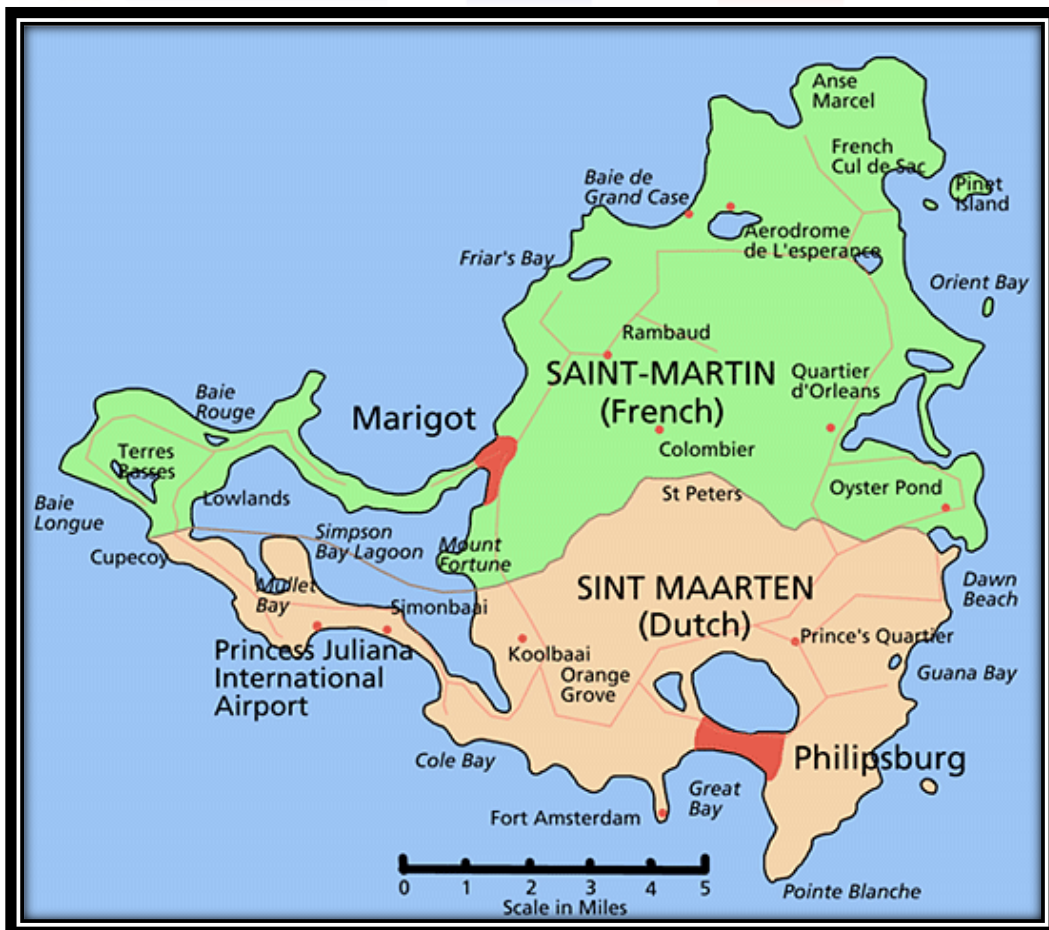 Anse
Marcel
French
Cul de Sac
Baie de
Grand Case
Pinet
Island
Aerodrome
de L'esperance
Friar's Bay
Orient Bay
Rambaud
SAINT-MARTIN
(French)
Quartier
d'Orleans
Baie
Rouge
Marigot
Colombier
Terres
Basses
Lowlands
St Peters
Oyster Pond
Baie
Longue
Simpson
Bay Lagoon
Mount
Fortune
Cupecoy
Mullet
Bay
Simonbaai
SINT MAARTEN
(Dutch)
Dawn
Beach
Princess Juliana
International
Airport
Koolbaai
Prince's Quartier
Orange
Grove
Guana Bay
Cole Bay
Philipsburg
Great
Bay
Fort Amsterdam
0 1 2 3 4 5
Scale in Miles
Pointe Blanche